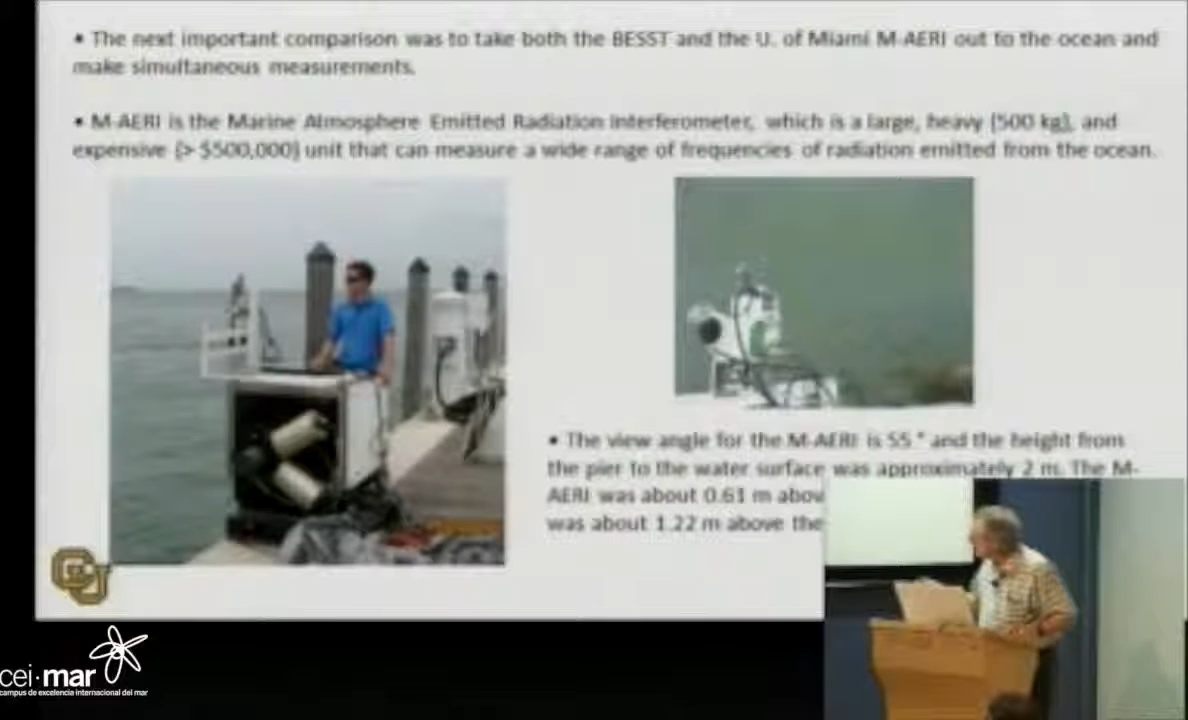 • The next important comparison was to take both the BESST and the U. of Miami M-AERI out to the ocean and
make simultaneous measurements.
• M-AERI is the Marine Atmosphere Emitted Radiation Interferometer, which is a large, heavy (500 kg), and
expensive (> $500,000) unit that can measure a wide range of frequencies of radiation emitted from the ocean.
• The view angle for the M-AERI is 55 ° and the height from
the pier to the water surface was approximately 2 m. The M-
AERI was about 0.61 m abov
was about 1.22 m above the
CU
cei·mar
campus de excelencia internacional del mar